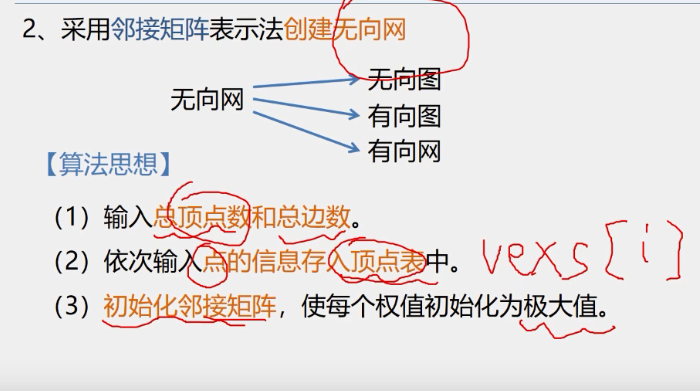 2、采用邻接矩阵表示法创建无向网
无向网
无向图
有向图
有向网
【算法思想】
（1）输入总顶点数和总边数。
（2）依次输入点的信息存入顶点表中。
vexs[i]
（3）初始化邻接矩阵，使每个权值初始化为极大值。